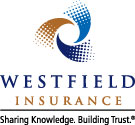 WESTFIELD
INSURANCE
Sharing Knowledge. Building Trust.®